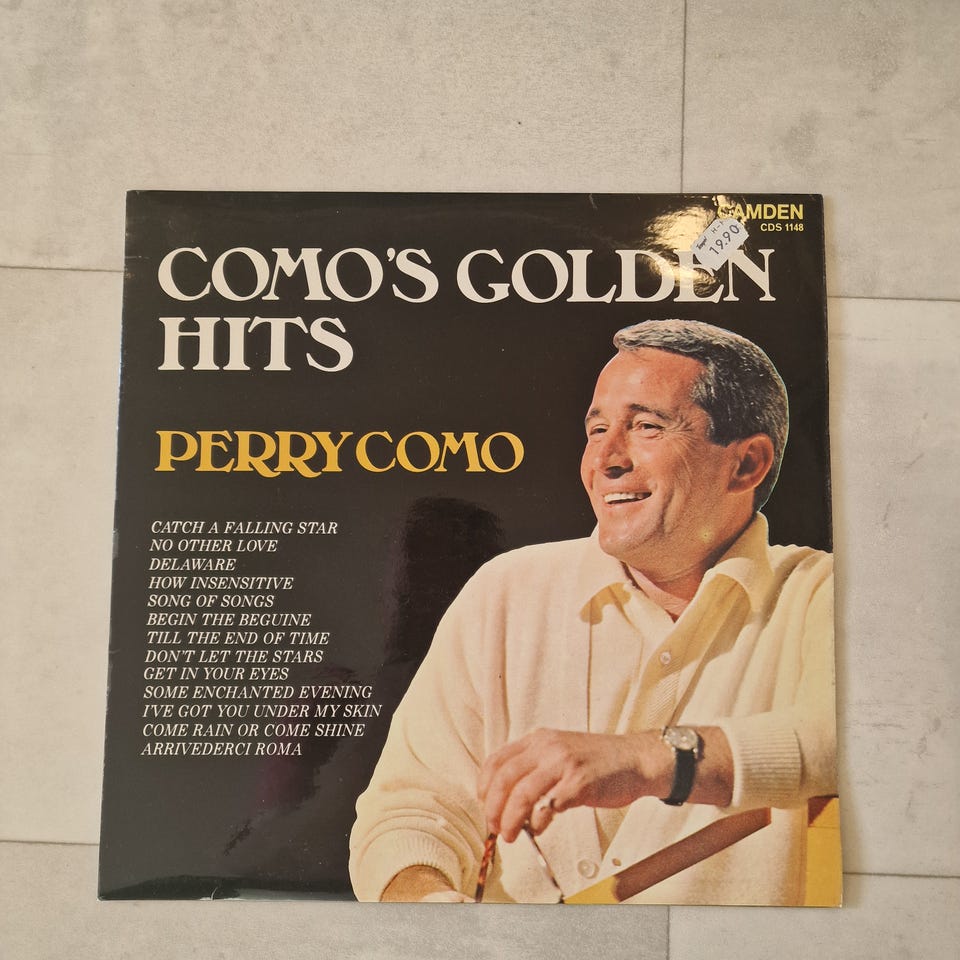 CAMDEN
CDS 1148
19.90
COMO'S GOLDEN
HITS
PERRY COMO
CATCH A FALLING STAR
NO OTHER LOVE
DELAWARE
HOW INSENSITIVE
SONG OF SONGS
BEGIN THE BEGUINE
TILL THE END OF TIME
DON'T LET THE STARS
GET IN YOUR EYES
SOME ENCHANTED EVENING
I'VE GOT YOU UNDER MY SKIN
COME RAIN OR COME SHINE
ARRIVEDERCI ROMA